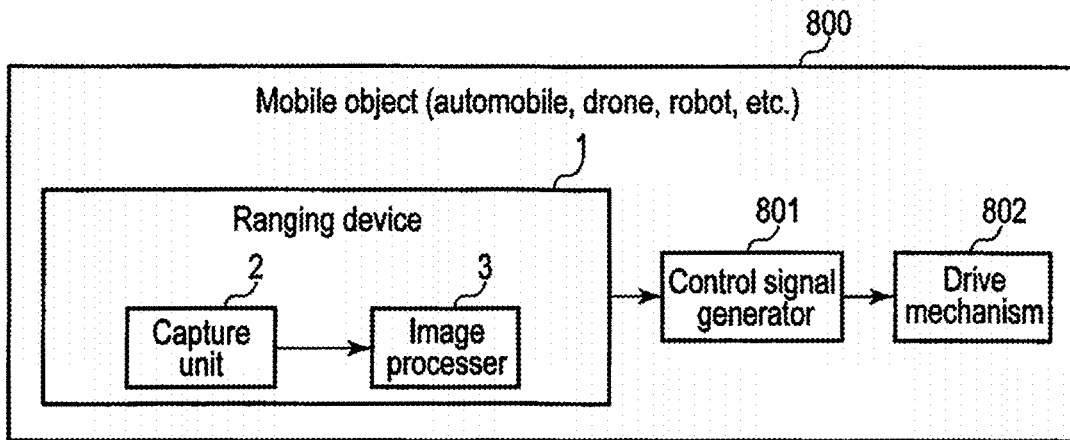 800
Mobile object (automobile, drone, robot, etc.)
1
Ranging device
801
802
2
3
Control signal
generator
Drive
mechanism
Capture
unit
Image
processer